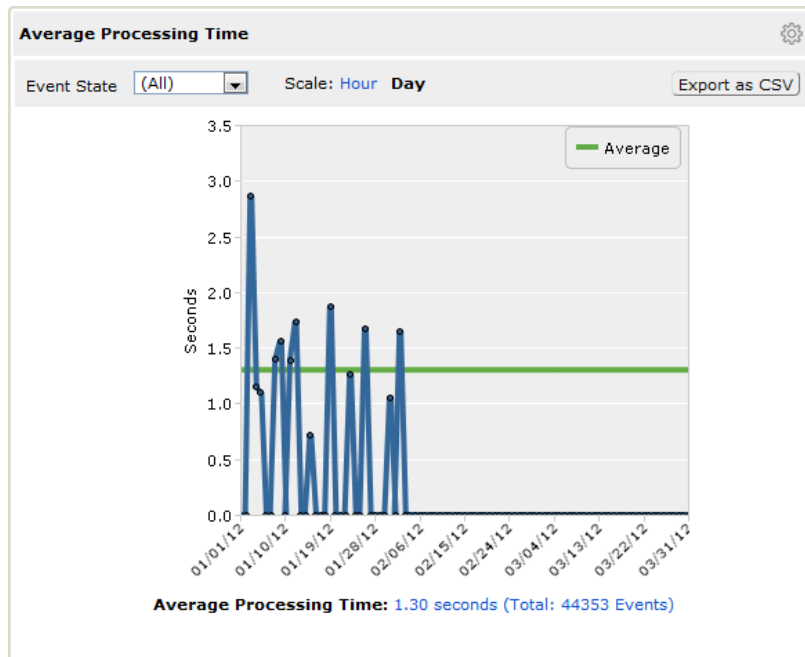 Average Processing Time
Event State (All) Scale: Hour Day Export as CSV
3.5
Average
3.0
2.5
2.0
1.5
1.0
0.5
0.0
Seconds
01/01/12 01/10/12 01/19/12 01/28/12 02/06/12 02/15/12 02/24/12 03/04/12 03/13/12 03/22/12 03/31/12
Average Processing Time: 1.30 seconds (Total: 44353 Events)